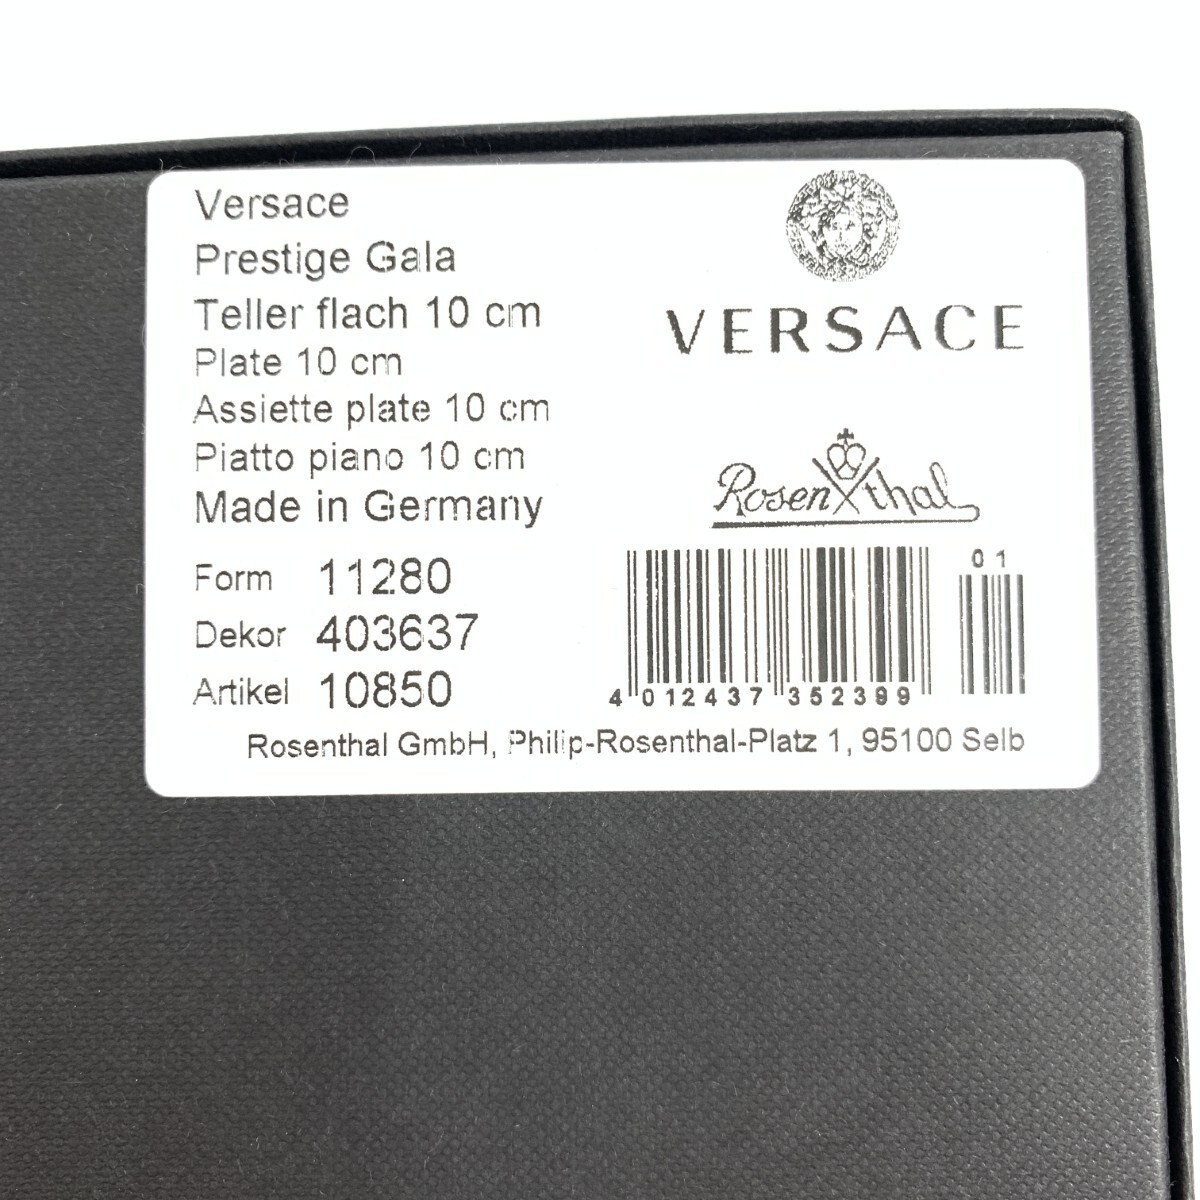 Versace
Prestige Gala
Teller flach 10 cm
Plate 10 cm
Assiette plate 10 cm
Piatto piano 10 cm
Made in Germany
Form 11280
Dekor 403637
Artikel 10850
VERSACE
Rosenthal
01
4 012437 352399
Rosenthal GmbH, Philip-Rosenthal-Platz 1, 95100 Selb